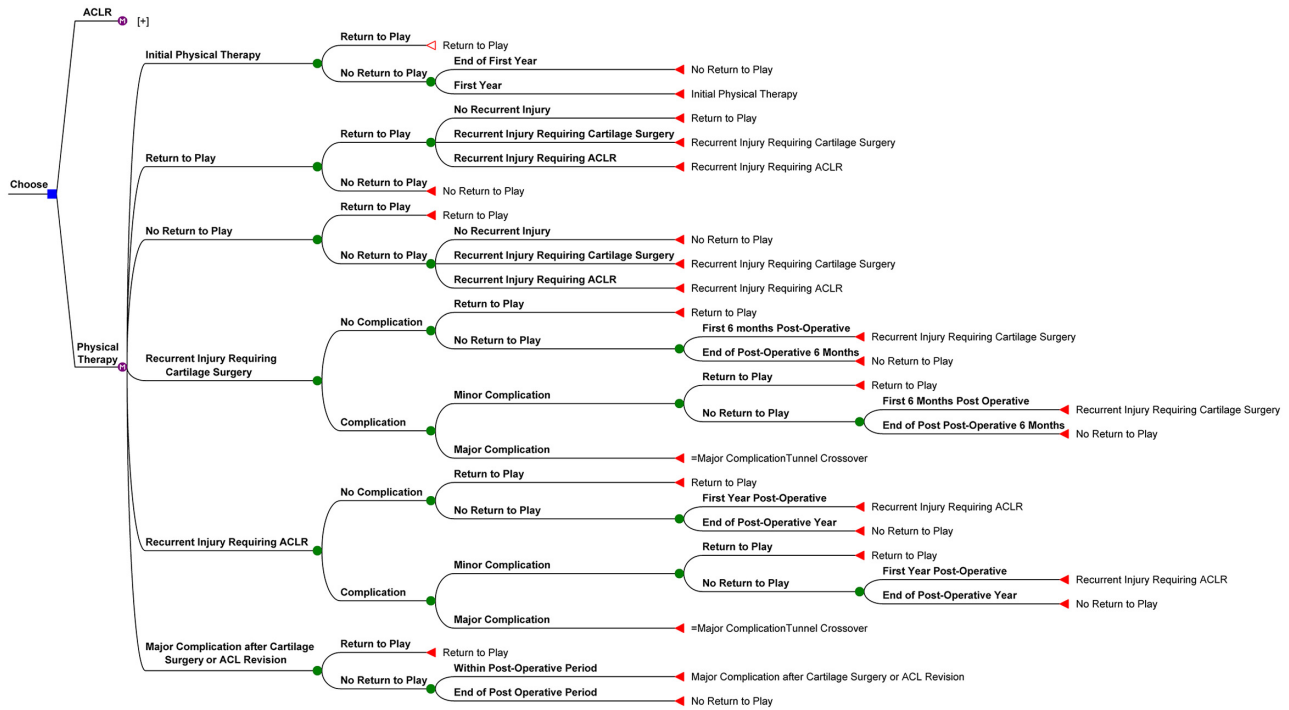 ACLR
[+]
Choose
Physical
Therapy
Initial Physical Therapy
Return to Play
Return to Play
No Return to Play
End of First Year
No Return to Play
First Year
Initial Physical Therapy
Return to Play
Return to Play
No Recurrent Injury
Return to Play
Recurrent Injury Requiring Cartilage Surgery
Recurrent Injury Requiring Cartilage Surgery
Recurrent Injury Requiring ACLR
Recurrent Injury Requiring ACLR
No Return to Play
No Return to Play
No Return to Play
Return to Play
Return to Play
No Return to Play
No Recurrent Injury
No Return to Play
Recurrent Injury Requiring Cartilage Surgery
Recurrent Injury Requiring Cartilage Surgery
Recurrent Injury Requiring ACLR
Recurrent Injury Requiring ACLR
Recurrent Injury Requiring
Cartilage Surgery
No Complication
Return to Play
Return to Play
No Return to Play
First 6 months Post-Operative
Recurrent Injury Requiring Cartilage Surgery
End of Post-Operative 6 Months
No Return to Play
Complication
Minor Complication
Return to Play
Return to Play
No Return to Play
First 6 Months Post Operative
Recurrent Injury Requiring Cartilage Surgery
End of Post Post-Operative 6 Months
No Return to Play
Major Complication
=Major ComplicationTunnel Crossover
Recurrent Injury Requiring ACLR
No Complication
Return to Play
Return to Play
No Return to Play
First Year Post-Operative
Recurrent Injury Requiring ACLR
End of Post-Operative Year
No Return to Play
Complication
Minor Complication
Return to Play
Return to Play
No Return to Play
First Year Post-Operative
Recurrent Injury Requiring ACLR
End of Post-Operative Year
No Return to Play
Major Complication
=Major ComplicationTunnel Crossover
Major Complication after Cartilage
Surgery or ACL Revision
Return to Play
Return to Play
No Return to Play
Within Post-Operative Period
Major Complication after Cartilage Surgery or ACL Revision
End of Post Operative Period
No Return to Play